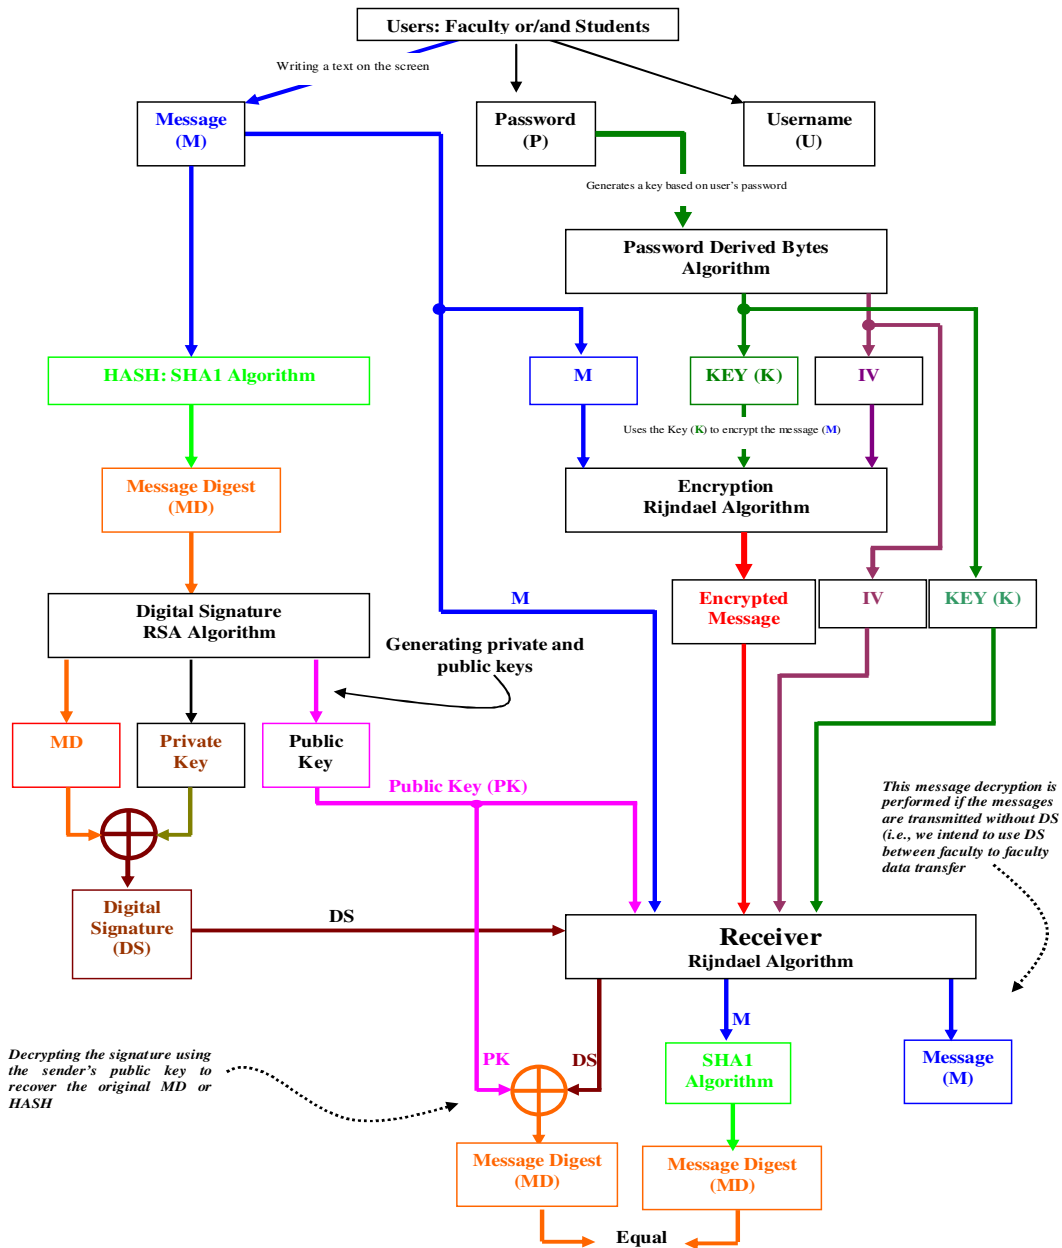 Users: Faculty or/and Students
Writing a text on the screen
Message
(M)
Password
(P)
Username
(U)
Generates a key based on user's password
Password Derived Bytes
Algorithm
HASH: SHA1 Algorithm
M
KEY (K)
IV
Uses the Key (K) to encrypt the message (M)
Message Digest
(MD)
Encryption
Rijndael Algorithm
Digital Signature
RSA Algorithm
M
Encrypted
Message
IV
KEY (K)
Generating private and
public keys
MD
Private
Key
Public
Key
Public Key (PK)
This message decryption is
performed if the messages
are transmitted without DS
(i.e., we intend to use DS
between faculty to faculty
data transfer
Digital
Signature
(DS)
DS
Receiver
Rijndael Algorithm
M
PK
DS
Decrypting the signature using
the sender's public key to
recover the original MD or
HASH
SHA1
Algorithm
Message
(M)
Message Digest
(MD)
Message Digest
(MD)
Equal